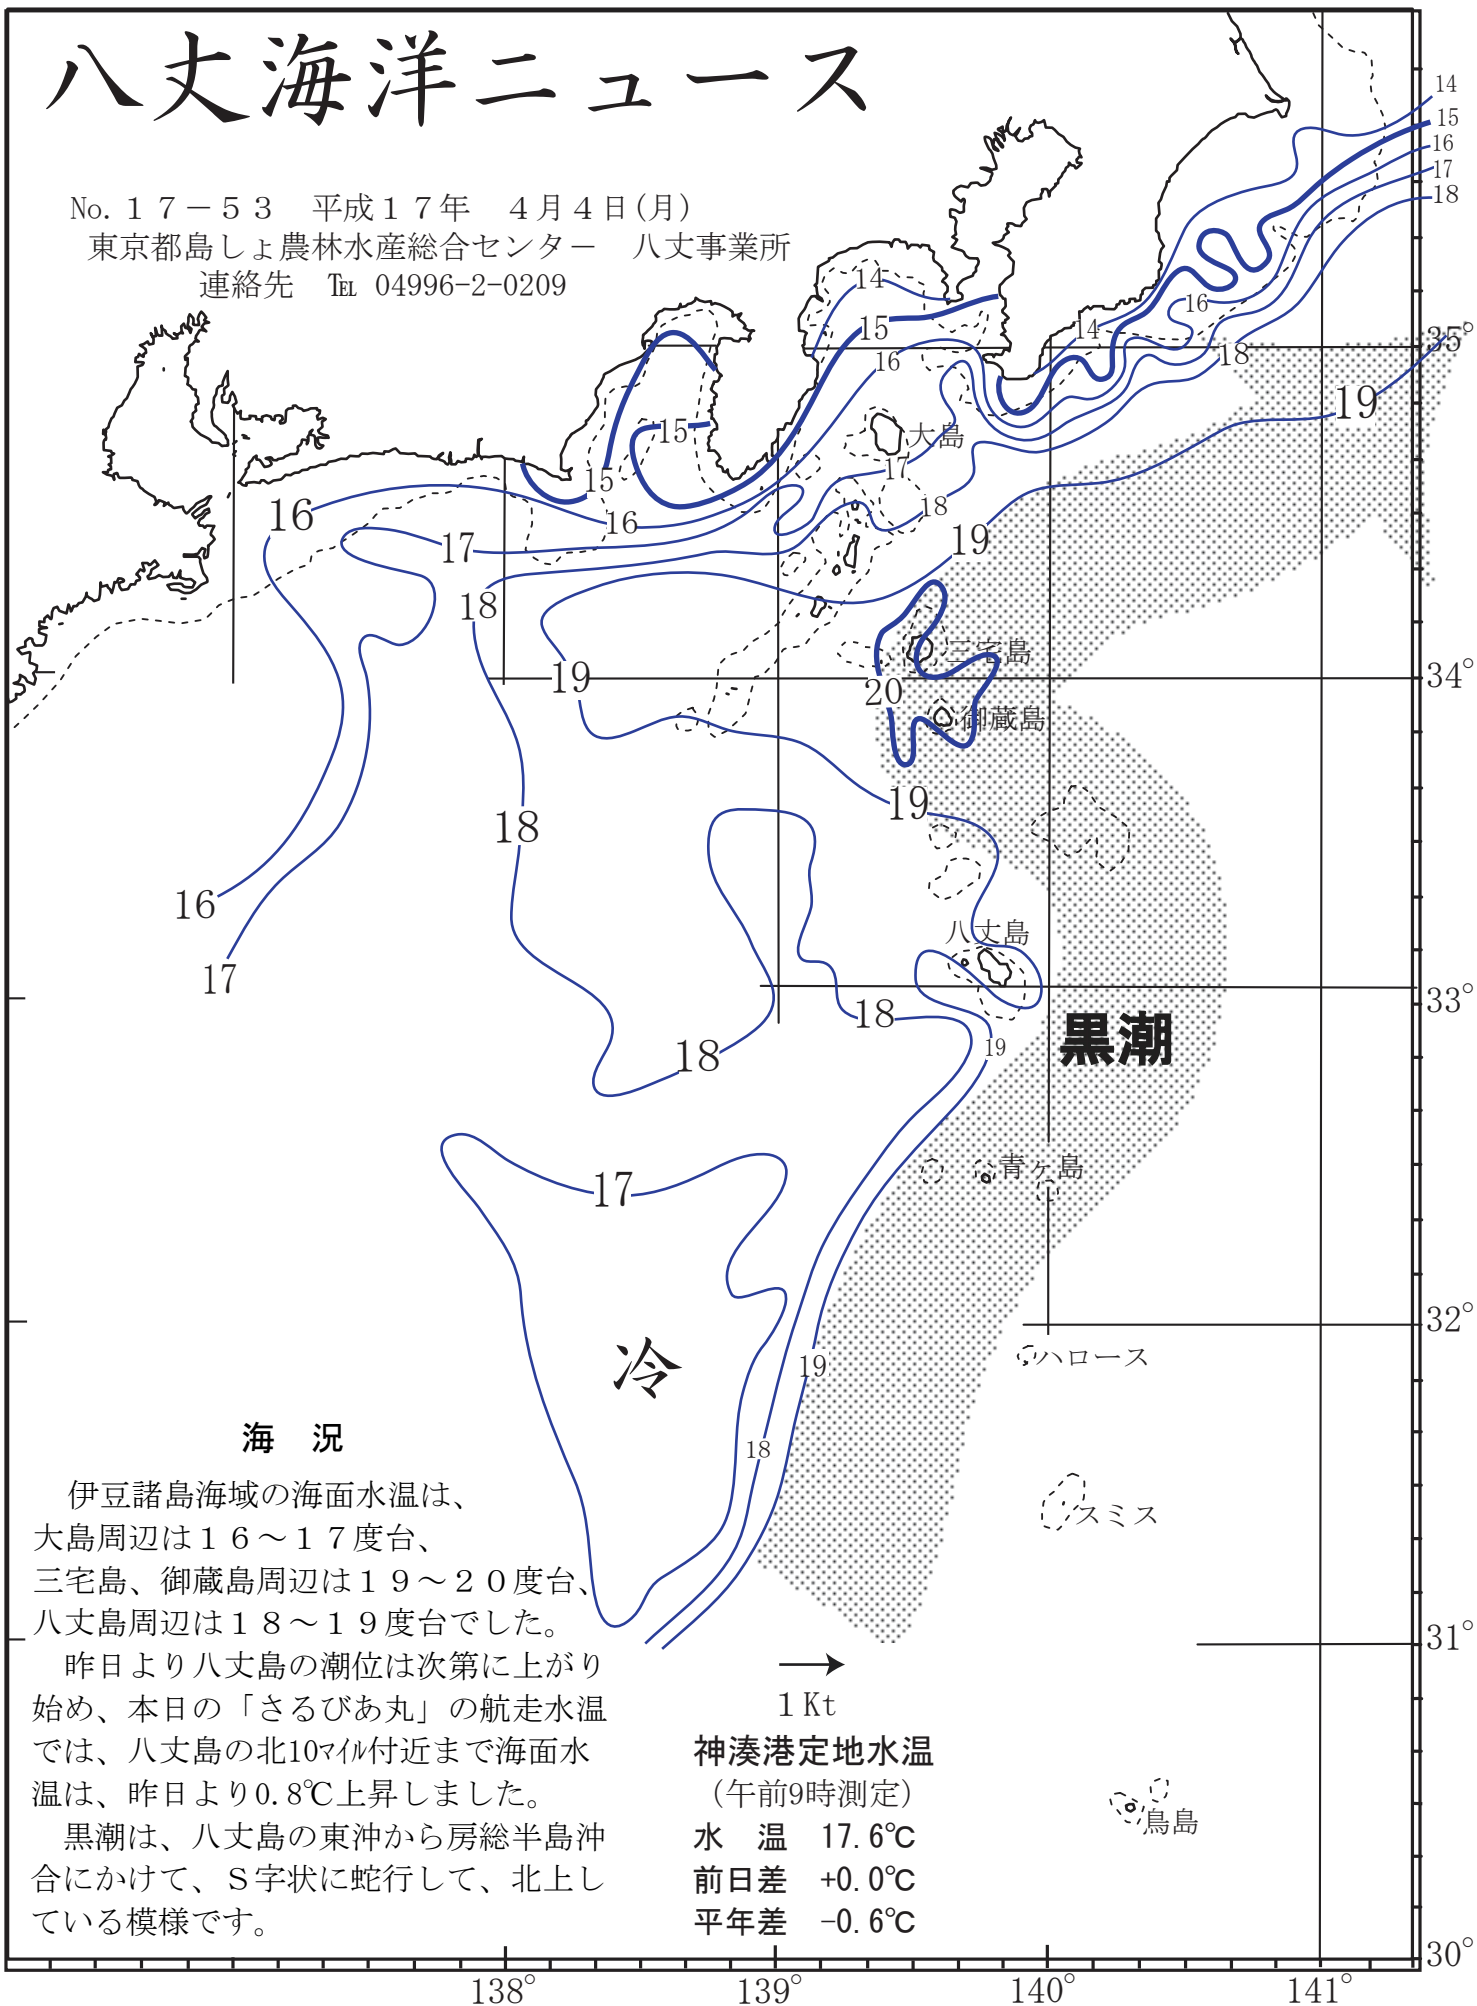 八丈海洋ニュース
No.１７－５３　平成１７年　４月４日(月)
東京都島しょ農林水産総合センター　八丈事業所
連絡先　℡ 04996-2-0209
14
15
16
17
18
14
15
16
14
16
18
35°
19
大島
15
15
16
16
17
18
17
18
19
19
三宅島
20
御蔵島
34°
18
19
16
17
八丈島
33°
18
18
19
黒潮
青ヶ島
17
32°
ハロース
冷
19
18
スミス
31°
鳥島
30°
138°
139°
140°
141°
海　況
伊豆諸島海域の海面水温は、
大島周辺は１６～１７度台、
三宅島、御蔵島周辺は１９～２０度台、
八丈島周辺は１８～１９度台でした。
昨日より八丈島の潮位は次第に上がり
始め、本日の「さるびあ丸」の航走水温
では、八丈島の北10ﾏｲﾙ付近まで海面水
温は、昨日より0.8℃上昇しました。
黒潮は、八丈島の東沖から房総半島沖
合にかけて、Ｓ字状に蛇行して、北上し
ている模様です。
１Kt
神湊港定地水温
（午前9時測定）
水　温　17.6℃
前日差　+0.0℃
平年差　-0.6℃